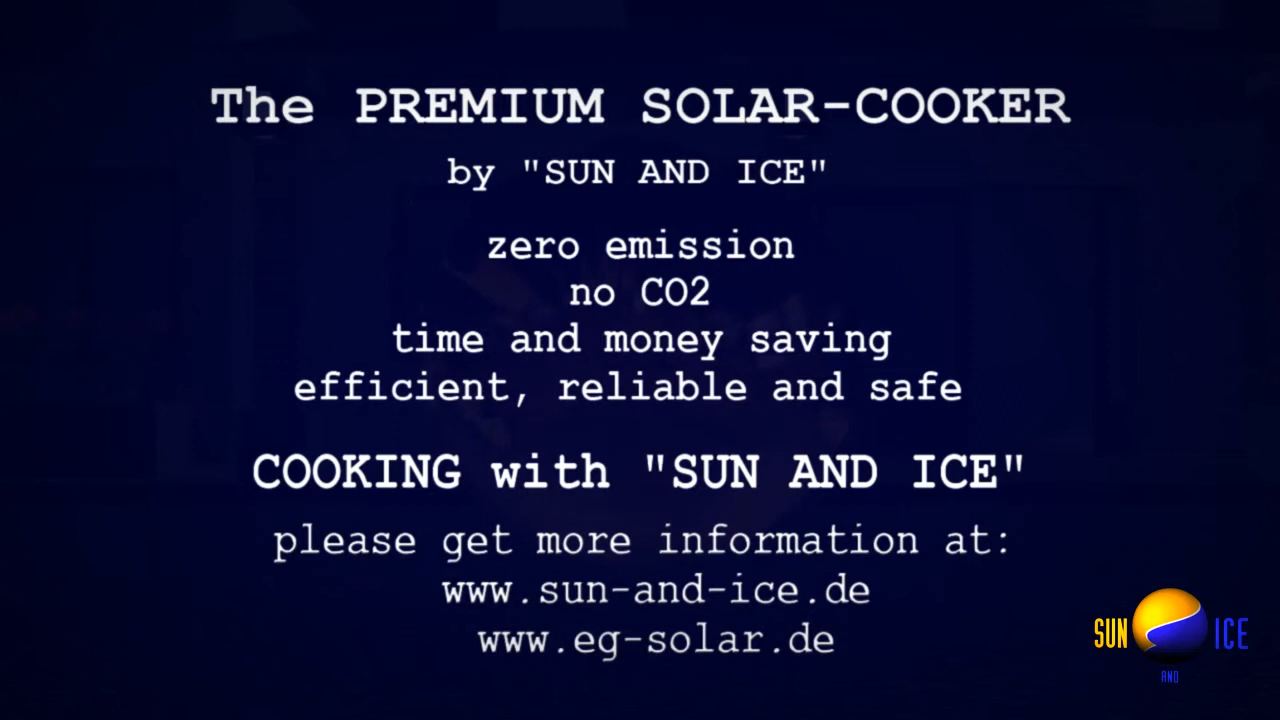 The PREMIUM SOLAR-COOKER
by "SUN AND ICE"
zero emission
no CO2
time and money saving
efficient, reliable and safe
COOKING with "SUN AND ICE"
please get more information at:
www.sun-and-ice.de
www.eg-solar.de
SUN ICE
AND